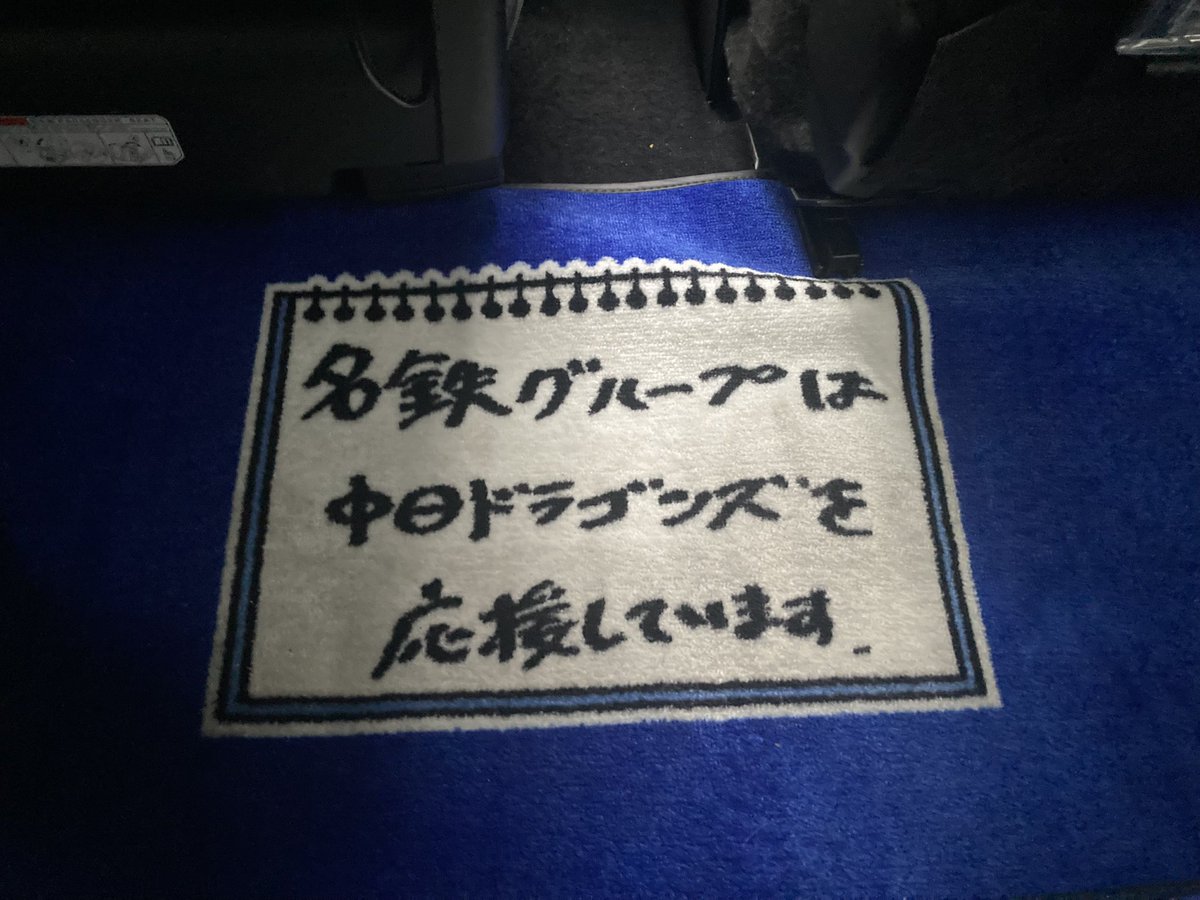 名鉄グループは
中日ドラゴンズを
応援しています.